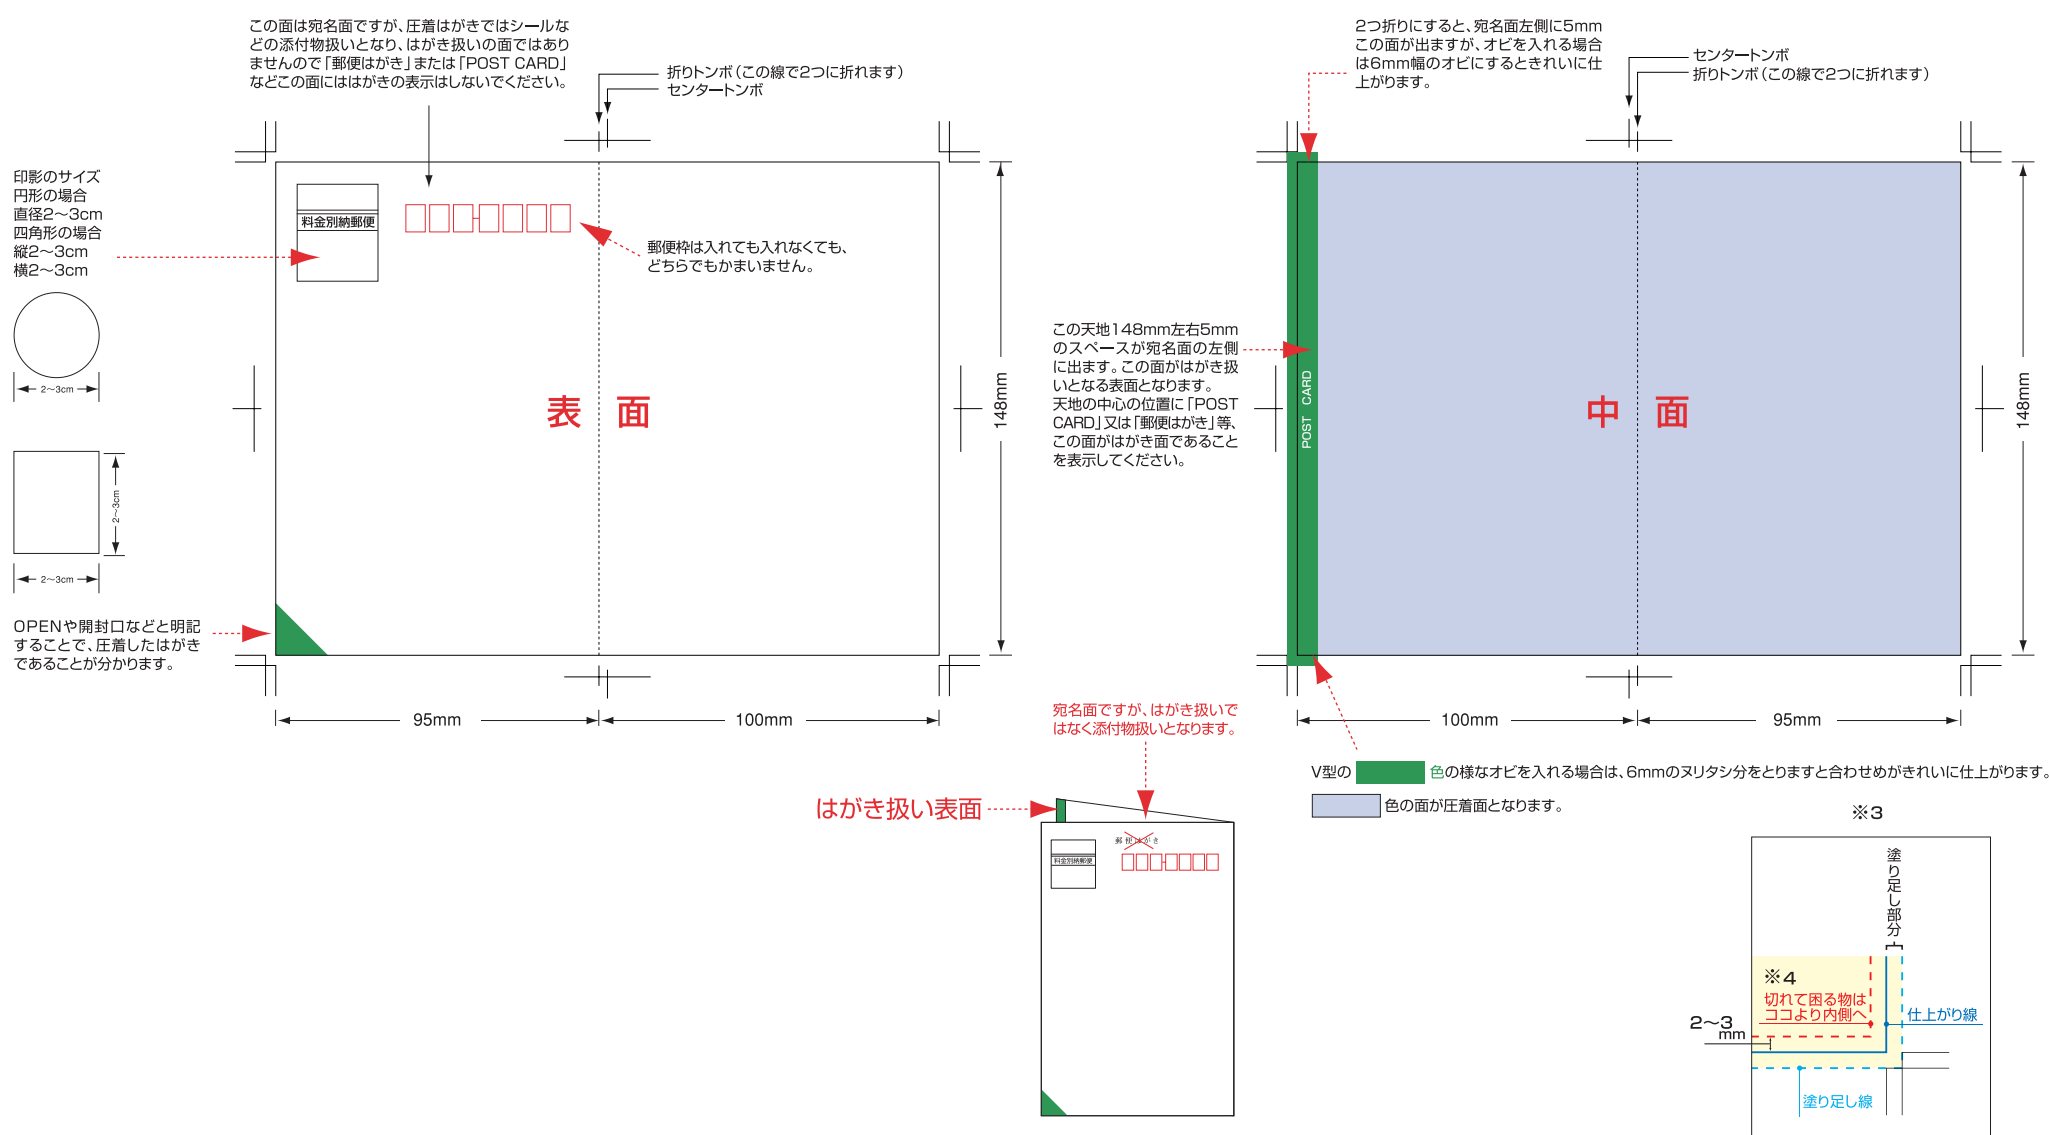 この面は宛名面ですが、圧着はがきではシールな
どの添付物扱いとなり、はがき扱いの面ではあり
ませんので「郵便はがき」または「POST CARD」
などこの面にははがきの表示はしないでください。
折りトンボ（この線で2つに折れます）
センタートンボ
印影のサイズ
円形の場合
直径2〜3cm
四角形の場合
縦2〜3cm
横2〜3cm
2〜3cm
2〜3cm
2〜3cm
料金別納郵便
郵便枠は入れても入れなくても、
どちらでもかまいません。
表 面
148mm
OPENや開封口などと明記
することで、圧着したはがき
であることが分かります。
95mm
100mm
2つ折りにすると、宛名面左側に5mm
この面が出ますが、オビを入れる場合
は6mm幅のオビにするときれいに仕
上がります。
センタートンボ
折りトンボ（この線で2つに折れます）
この天地148mm左右5mm
のスペースが宛名面の左側
に出ます。この面がはがき扱
いとなる表面となります。
天地の中心の位置に「POST
CARD」又は「郵便はがき」等、
この面がはがき面であること
を表示してください。
POST CARD
中 面
148mm
100mm
95mm
V型の
色の様なオビを入れる場合は、6mmのヌリタシ分をとりますと合わせめがきれいに仕上がります。
色の面が圧着面となります。
宛名面ですが、はがき扱いで
はなく添付物扱いとなります。
はがき扱い表面
郵便はがき
料金別納郵便
※3
塗り足し部分
※4
切れて困る物は
ココより内側へ
2〜3
mm
仕上がり線
塗り足し線